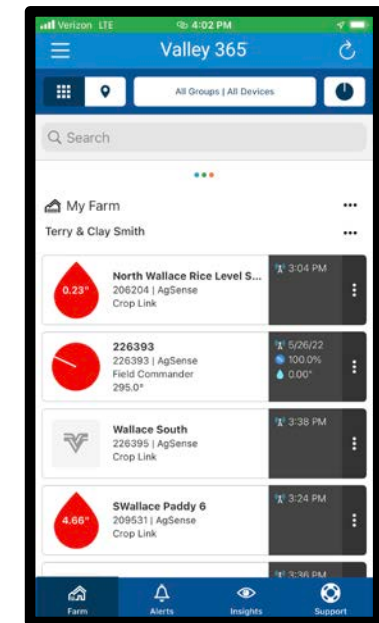 Verizon LTE 4:02 PM
Valley 365
All Groups | All Devices
Search
My Farm
Terry & Clay Smith
0.23"
North Wallace Rice Level S...
206204 | AgSense
Crop Link
3:04 PM
226393
226393 | AgSense
Field Commander
295.0°
5/26/22
100.0%
0.00"
Wallace South
226395 | AgSense
Crop Link
3:38 PM
4.66"
SWallace Paddy 6
209531 | AgSense
Crop Link
3:24 PM
3:36 PM
Farm Alerts Insights Support